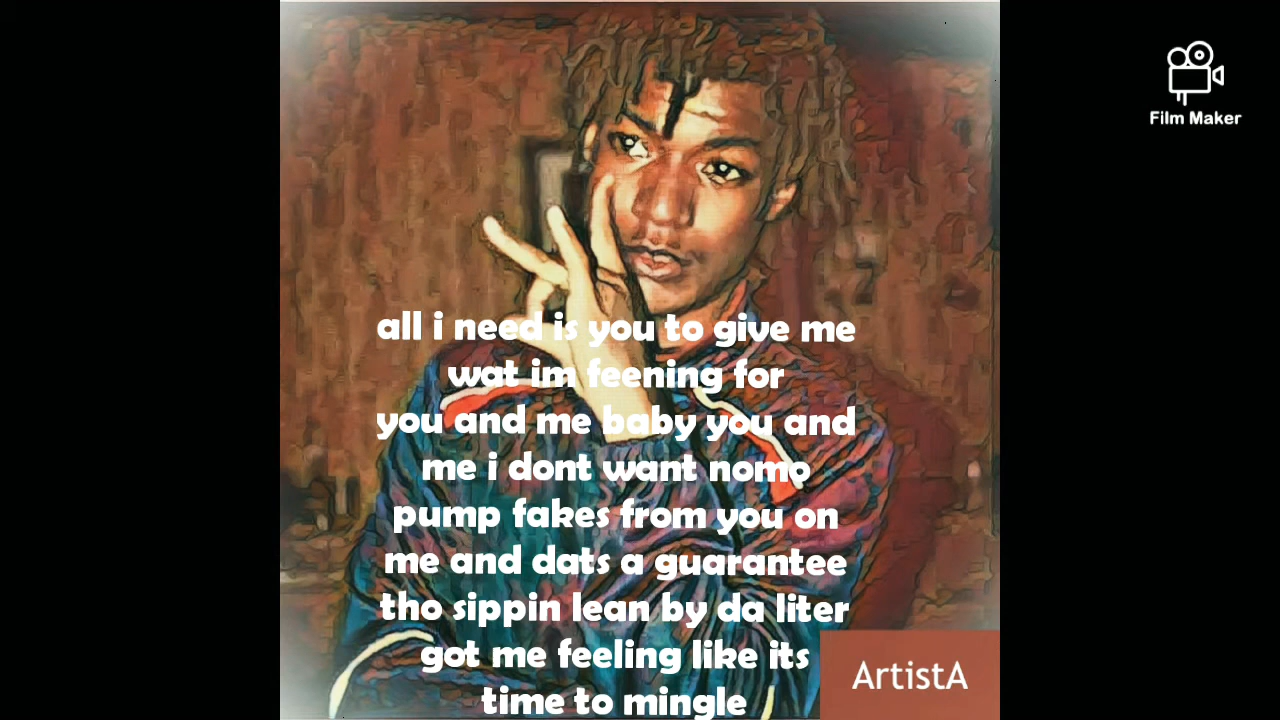 Film Maker
all i need is you to give me
wat im feening for
you and me baby you and
me i dont want nomo
pump fakes from you on
me and dats a guarantee
tho sippin lean by da liter
got me feeling like its
time to mingle
ArtistA